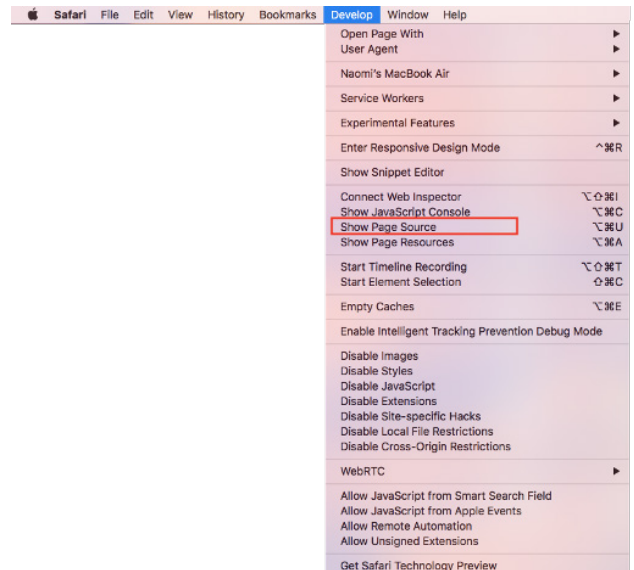 Safari File Edit View History Bookmarks Develop Window Help
Open Page With
User Agent
Naomi's MacBook Air
Service Workers
Experimental Features
Enter Responsive Design Mode ^⌘R
Show Snippet Editor
Connect Web Inspector ⌥⇧⌘I
Show JavaScript Console ⌥⌘C
Show Page Source ⌥⌘U
Show Page Resources ⌥⌘A
Start Timeline Recording ⌥⇧⌘T
Start Element Selection ⇧⌘C
Empty Caches ⌥⌘E
Enable Intelligent Tracking Prevention Debug Mode
Disable Images
Disable Styles
Disable JavaScript
Disable Extensions
Disable Site-specific Hacks
Disable Local File Restrictions
Disable Cross-Origin Restrictions
WebRTC
Allow JavaScript from Smart Search Field
Allow JavaScript from Apple Events
Allow Remote Automation
Allow Unsigned Extensions
Get Safari Technology Preview